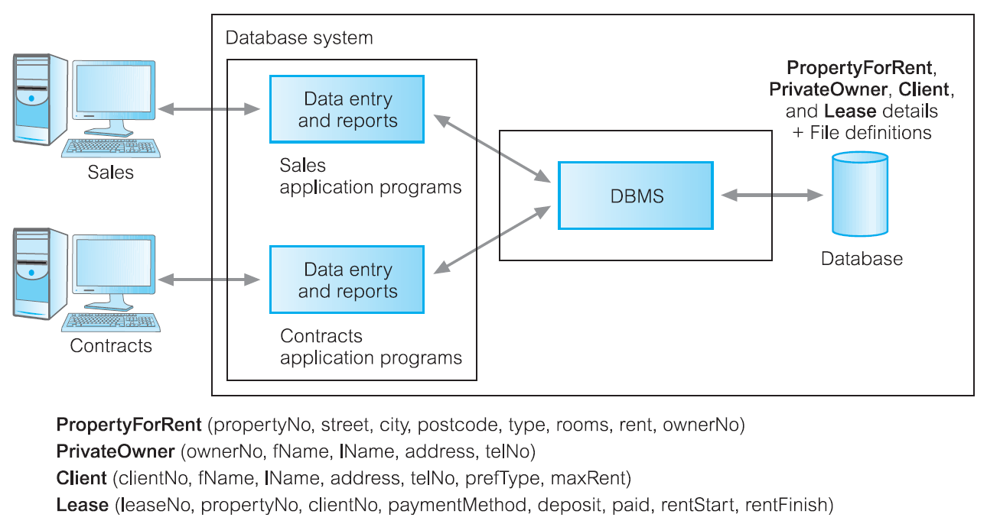 Database system
PropertyForRent,
PrivateOwner, Client,
and Lease details
+ File definitions
Data entry
and reports
Sales
Sales
application programs
DBMS
Database
Data entry
and reports
Contracts
Contracts
application programs
PropertyForRent (propertyNo, street, city, postcode, type, rooms, rent, ownerNo)
PrivateOwner (ownerNo, fName, lName, address, telNo)
Client (clientNo, fName, lName, address, telNo, prefType, maxRent)
Lease (leaseNo, propertyNo, clientNo, paymentMethod, deposit, paid, rentStart, rentFinish)